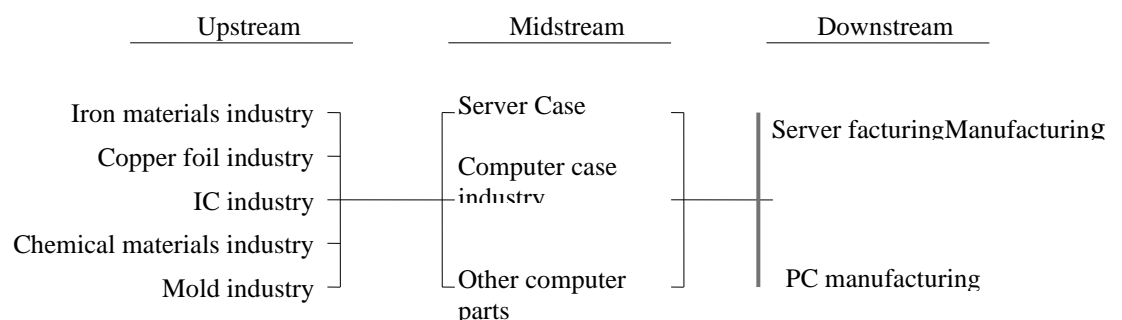 Upstream
Midstream
Downstream
Iron materials industry
Copper foil industry
IC industry
Chemical materials industry
Mold industry
Server Case
Computer case
industry
Other computer
parts
Server facturingManufacturing
PC manufacturing